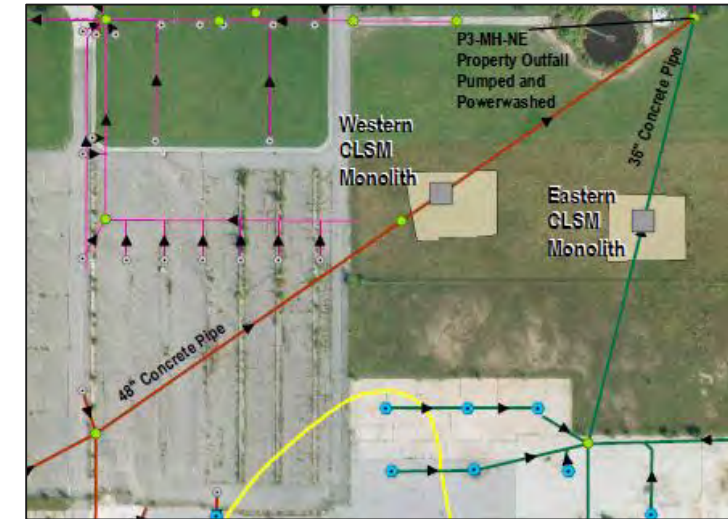 P3-MH-NE
Property Outfall
Pumped and
Powerwashed
36" Concrete Pipe
Western
CLSM
Monolith
Eastern
CLSM
Monolith
48" Concrete Pipe